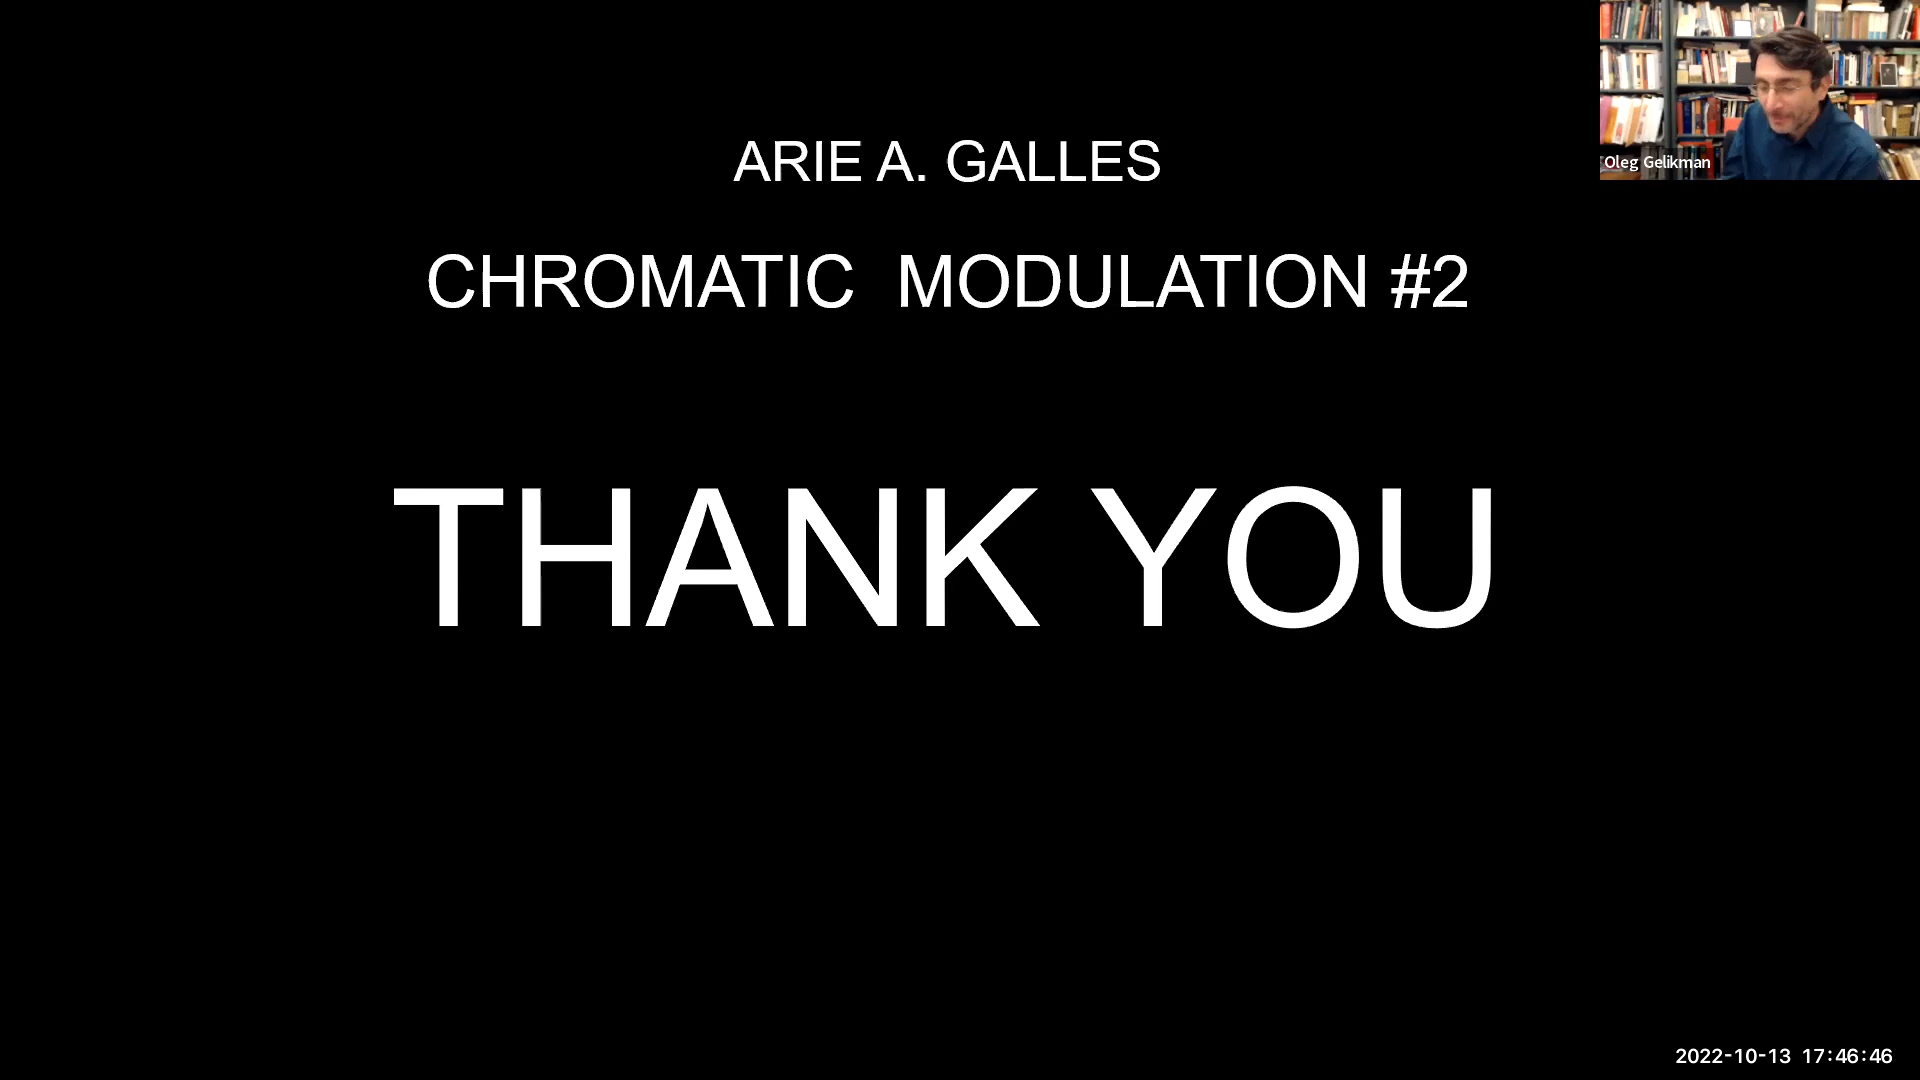 ARIE A. GALLES
CHROMATIC  MODULATION #2
THANK YOU
Oleg Gelikman
2022-10-13 17:46:46